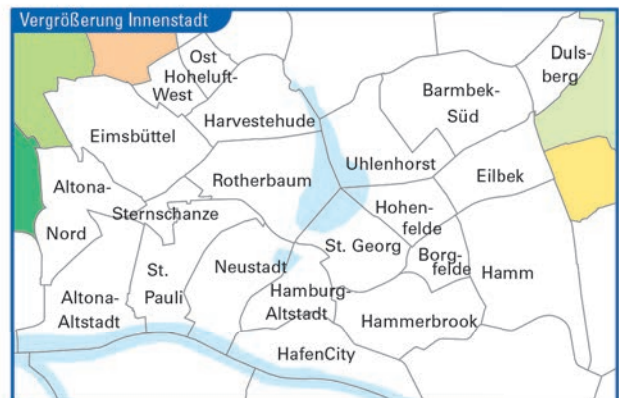 Vergrößerung Innenstadt
Ost
Hoheluft-
West
Duls-
berg
Barmbek-
Süd
Eimsbüttel
Harvestehude
Uhlenhorst
Eilbek
Altona-
Nord
Rotherbaum
Sternschanze
Hohen-
felde
St. Georg
Borg-
felde
Hamm
St.
Pauli
Neustadt
Altona-
Altstadt
Hamburg-
Altstadt
Hammerbrook
HafenCity